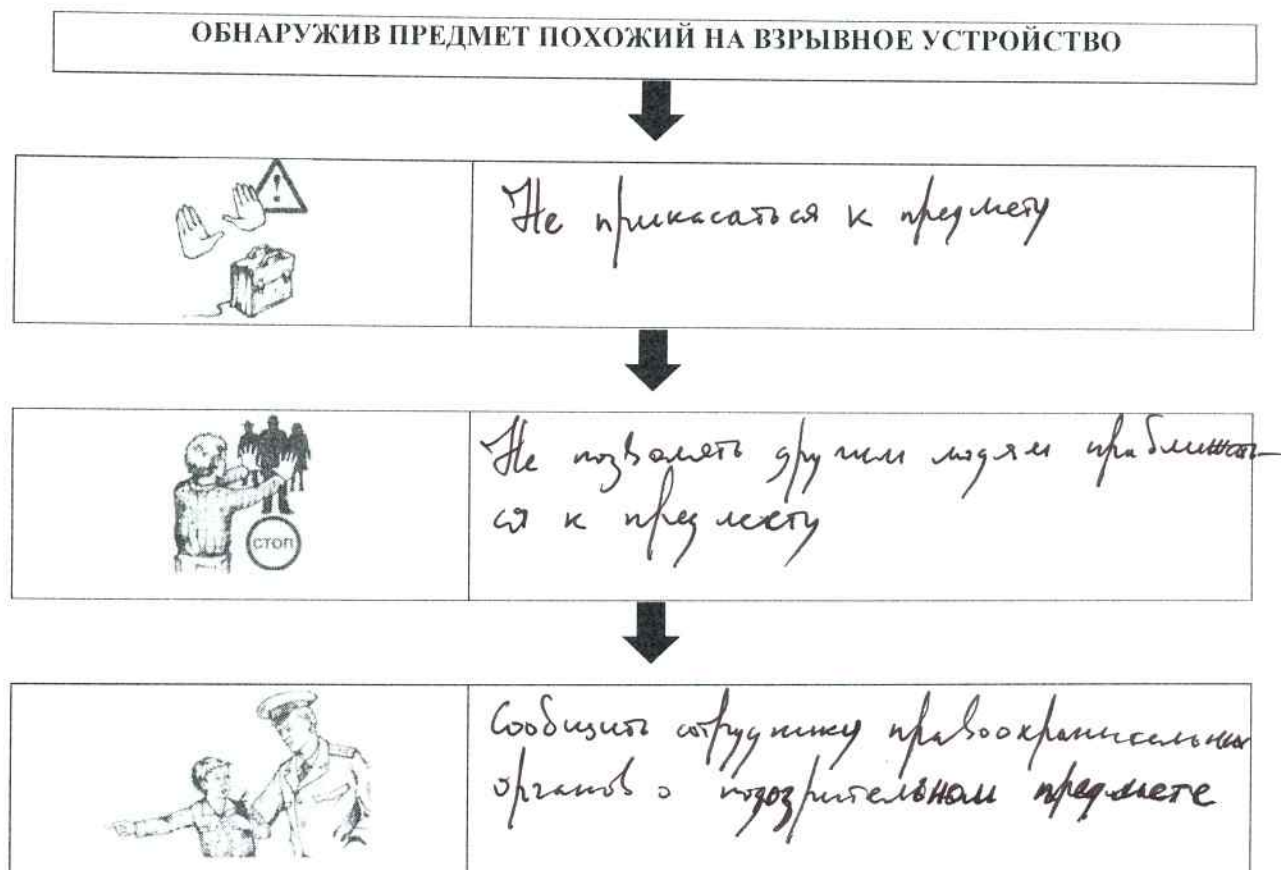 ОБНАРУЖИВ ПРЕДМЕТ ПОХОЖИЙ НА ВЗРЫВНОЕ УСТРОЙСТВО
!
Не прикасаться к предмету
Не позволять другим людям приближать-
ся к предмету
СТОП
Сообщить сотруднику правоохранительных
органов о подозрительном предмете